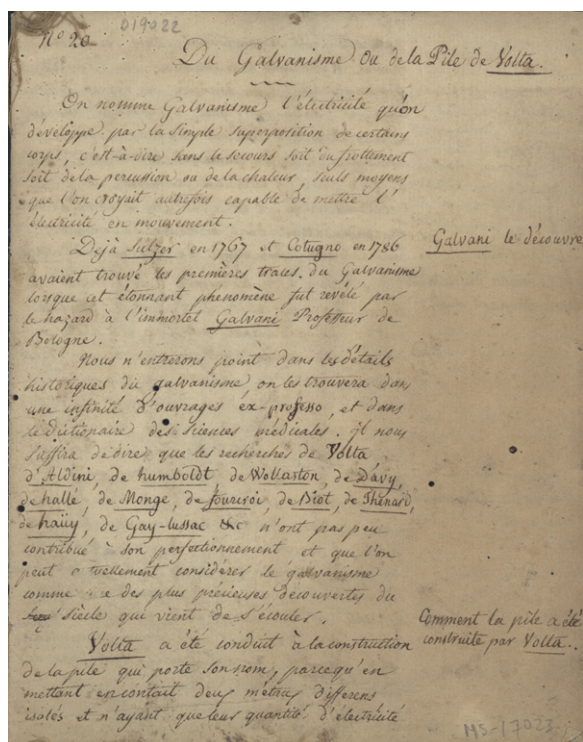 Nº 20
019022
Du Galvanisme ou de la Pile de Volta.
On nomme Galvanisme l'électricité qu'on
développe par la simple superposition de certains
corps, c'est-à-dire sans le secours soit du frottement
soit de la percussion ou de la chaleur, seuls moyens
que l'on croyait autrefois capable de mettre l'
électricité en mouvement.
Déjà Sulzer en 1767 et Cotugno en 1786
avaient trouvé les premières traces du Galvanisme
lorsque cet étonnant phénomène fut revélé par
le hazard à l'immortel Galvani Professeur de
Bologne.
Galvani le découvre
Nous n'entrerons point dans les détails
historiques du galvanisme on les trouvera dans
une infinité d'ouvrages ex-professo, et dans
le dictionaire des sciences médicales. il nous
suffira de dire que les recherches de Volta
d'Aldini, de humboldt, de Wollaston, de Davy,
de hallé, de Monge, de fourcroi, de Biot, de Thénard,
de haüy, de Gay-lussac &c n'ont pas peu
contribué à son perfectionnement et que l'on
peut a tuellement considérer le galvanisme
comme e des plus précieuses découvertes du
siècle qui vient de s'écouler.
Volta a été conduit à la construction
de la pile qui porte son nom, parcequ'en
mettant en contait deux métaux differens
isolés et n'ayant que leur quantité d'électricité
Comment la pile a été
construite par Volta.
MS-17023